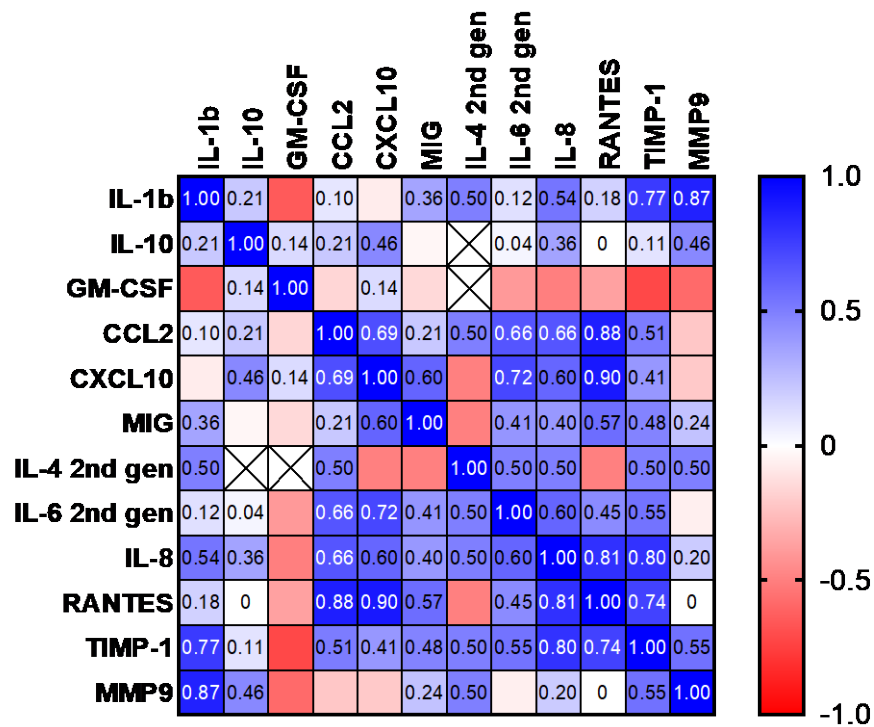 IL-1b IL-10 GM-CSF CCL2 CXCL10 MIG IL-4 2nd gen IL-6 2nd gen IL-8 RANTES TIMP-1 MMP9
IL-1b 1.00 0.21 0.10 0.36 0.50 0.12 0.54 0.18 0.77 0.87
IL-10 0.21 1.00 0.14 0.21 0.46 0.04 0.36 0 0.11 0.46
GM-CSF 0.14 1.00 0.14
CCL2 0.10 0.21 1.00 0.69 0.21 0.50 0.66 0.66 0.88 0.51
CXCL10 0.46 0.14 0.69 1.00 0.60 0.72 0.60 0.90 0.41
MIG 0.36 0.21 0.60 1.00 0.41 0.40 0.57 0.48 0.24
IL-4 2nd gen 0.50 0.50 1.00 0.50 0.50 0.50 0.50
IL-6 2nd gen 0.12 0.04 0.66 0.72 0.41 0.50 1.00 0.60 0.45 0.55
IL-8 0.54 0.36 0.66 0.60 0.40 0.50 0.60 1.00 0.81 0.80 0.20
RANTES 0.18 0 0.88 0.90 0.57 0.45 0.81 1.00 0.74 0
TIMP-1 0.77 0.11 0.51 0.41 0.48 0.50 0.55 0.80 0.74 1.00 0.55
MMP9 0.87 0.46 0.24 0.50 0.20 0 0.55 1.00
1.0
0.5
0
-0.5
-1.0